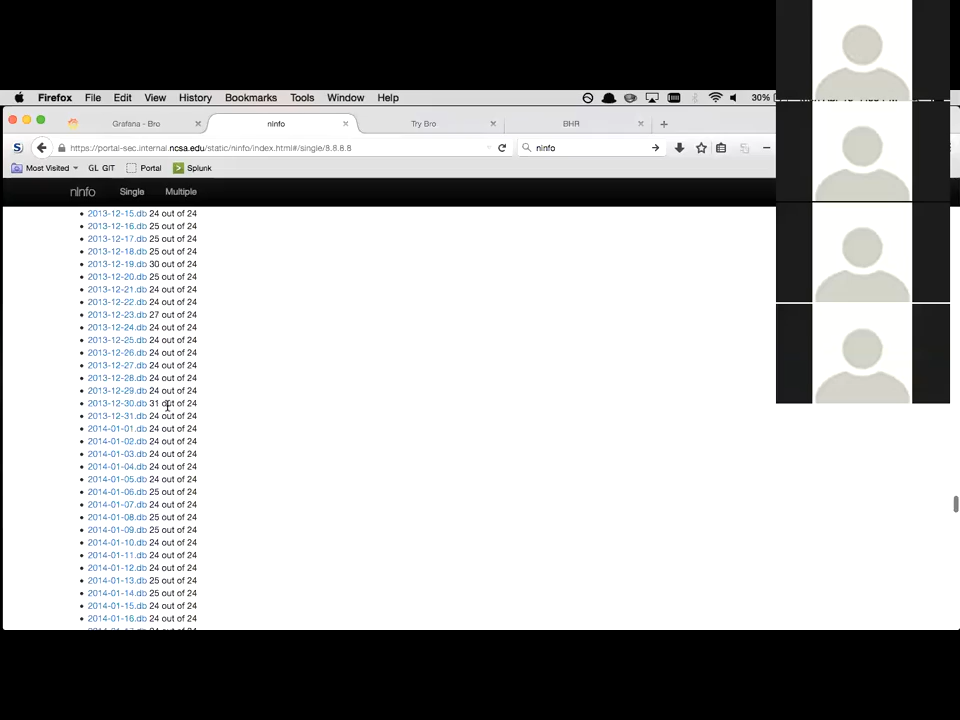 Firefox File Edit View History Bookmarks Tools Window Help 30%
Grafana - Bro ninfo Try Bro BHR
https://portal-sec.internal.ncsa.edu/static/ninfo/index.html#/single/8.8.8.8 ninfo
Most Visited GL GIT Portal Splunk
ninfo Single Multiple
2013-12-15.db 24 out of 24
2013-12-16.db 25 out of 24
2013-12-17.db 25 out of 24
2013-12-18.db 25 out of 24
2013-12-19.db 30 out of 24
2013-12-20.db 25 out of 24
2013-12-21.db 24 out of 24
2013-12-22.db 24 out of 24
2013-12-23.db 27 out of 24
2013-12-24.db 24 out of 24
2013-12-25.db 24 out of 24
2013-12-26.db 24 out of 24
2013-12-27.db 24 out of 24
2013-12-28.db 24 out of 24
2013-12-29.db 24 out of 24
2013-12-30.db 31 out of 24
2013-12-31.db 24 out of 24
2014-01-01.db 24 out of 24
2014-01-02.db 24 out of 24
2014-01-03.db 24 out of 24
2014-01-04.db 24 out of 24
2014-01-05.db 24 out of 24
2014-01-06.db 25 out of 24
2014-01-07.db 24 out of 24
2014-01-08.db 25 out of 24
2014-01-09.db 25 out of 24
2014-01-10.db 24 out of 24
2014-01-11.db 24 out of 24
2014-01-12.db 24 out of 24
2014-01-13.db 25 out of 24
2014-01-14.db 25 out of 24
2014-01-15.db 24 out of 24
2014-01-16.db 24 out of 24